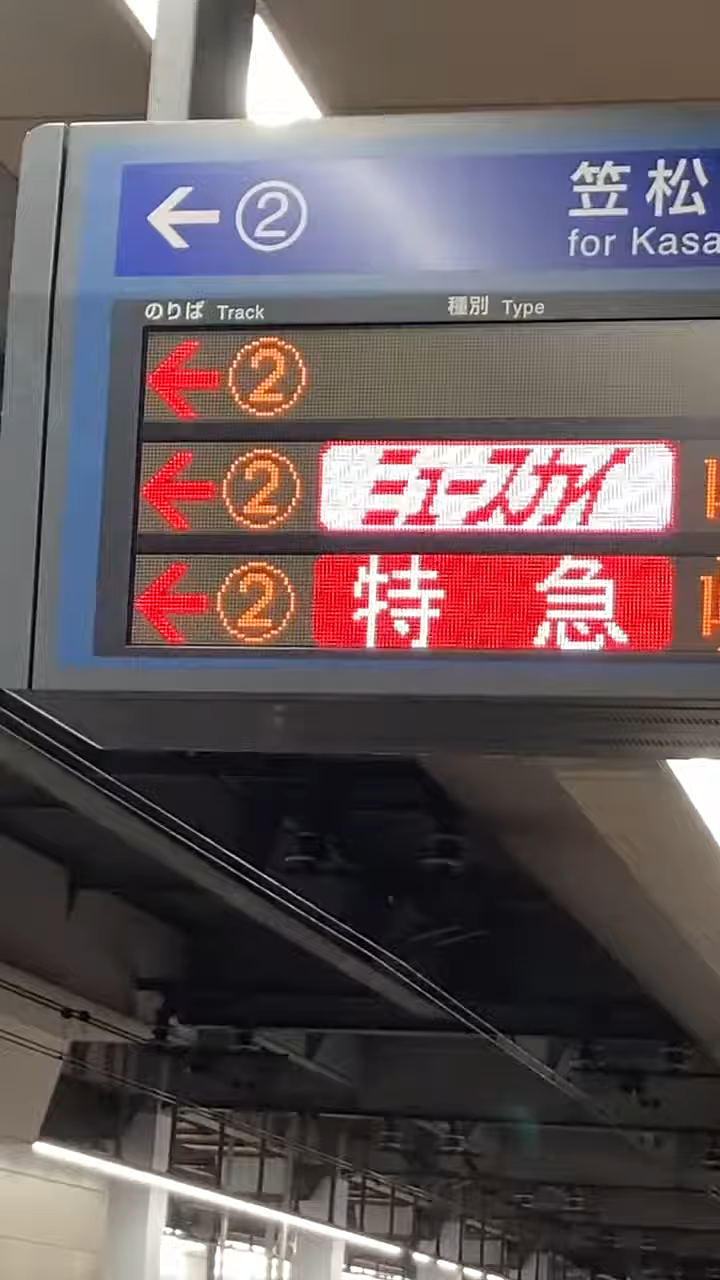 ← ② 笠松
for Kasa
のりば Track 種別 Type
← ②
← ② ミュースカイ
← ② 特急